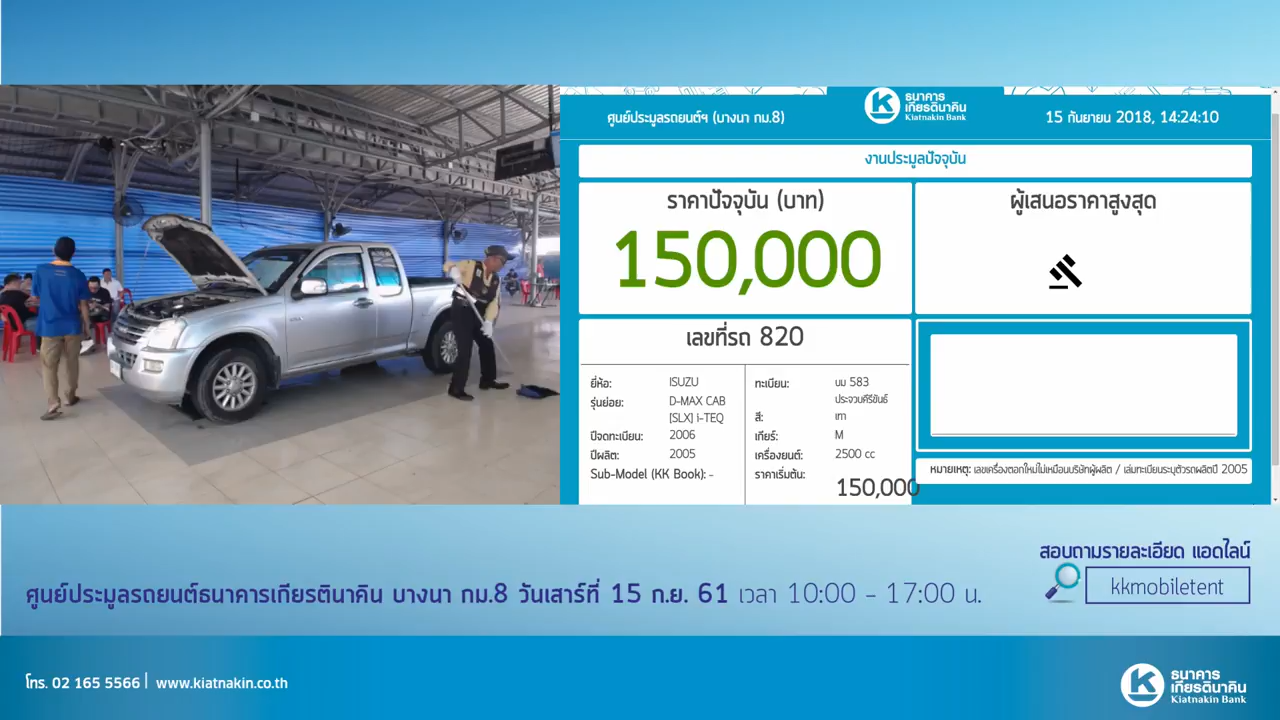 ศูนย์ประมูลรถยนต์ฯ (บางนา กม.8)
ธนาคาร
เกียรตินาคิน
Kiatnakin Bank
15 กันยายน 2018, 14:24:10
งานประมูลปัจจุบัน
ราคาปัจจุบัน (บาท)
150,000
ผู้เสนอราคาสูงสุด
เลขที่รถ 820
ยี่ห้อ: ISUZU
รุ่นย่อย: D-MAX CAB
[SLX] i-TEQ
ปีจดทะเบียน: 2006
ปีผลิต: 2005
Sub-Model (KK Book): -
ทะเบียน: บม 583
ประจวบคีรีขันธ์
สี: เทา
เกียร์: M
เครื่องยนต์: 2500 cc
ราคาเริ่มต้น: 150,000
หมายเหตุ: เลขเครื่องตอกใหม่ไม่เหมือนบริษัทผู้ผลิต / เล่มทะเบียนระบุตัวรถผลิตปี 2005
สอบถามรายละเอียด แอดไลน์
kkmobiletent
ศูนย์ประมูลรถยนต์ธนาคารเกียรตินาคิน บางนา กม.8 วันเสาร์ที่ 15 ก.ย. 61 เวลา 10:00 - 17:00 น.
โทร. 02 165 5566 | www.kiatnakin.co.th
ธนาคาร
เกียรตินาคิน
Kiatnakin Bank